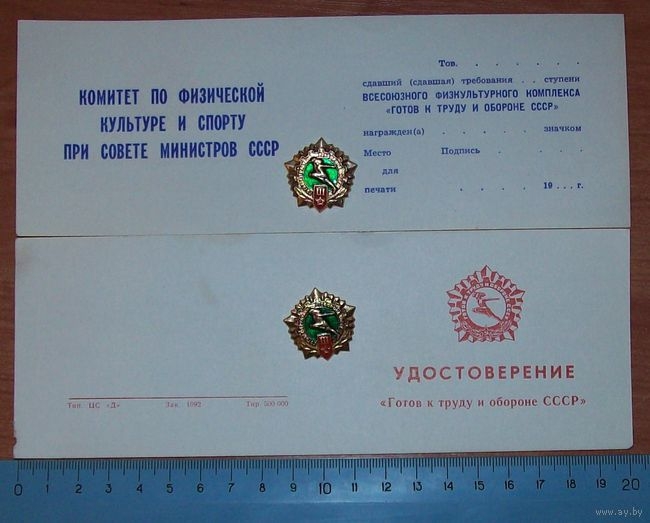 КОМИТЕТ ПО ФИЗИЧЕСКОЙ
КУЛЬТУРЕ И СПОРТУ
ПРИ СОВЕТЕ МИНИСТРОВ СССР
Тов. . . . . . .
сдавший (сдавшая) требования . . ступени
ВСЕСОЮЗНОГО ФИЗКУЛЬТУРНОГО КОМПЛЕКСА
«ГОТОВ К ТРУДУ И ОБОРОНЕ СССР»
награжден(а) . . . . значком
Место Подпись . . . .
для
печати . . . . 19 . . . г.
Тип. ЦС «Д» Зак. 1092 Тир. 500 000
УДОСТОВЕРЕНИЕ
«Готов к труду и обороне СССР»
0 1 2 3 4 5 6 7 8 9 10 11 12 13 14 15 16 17 18 19 20
www.ay.by